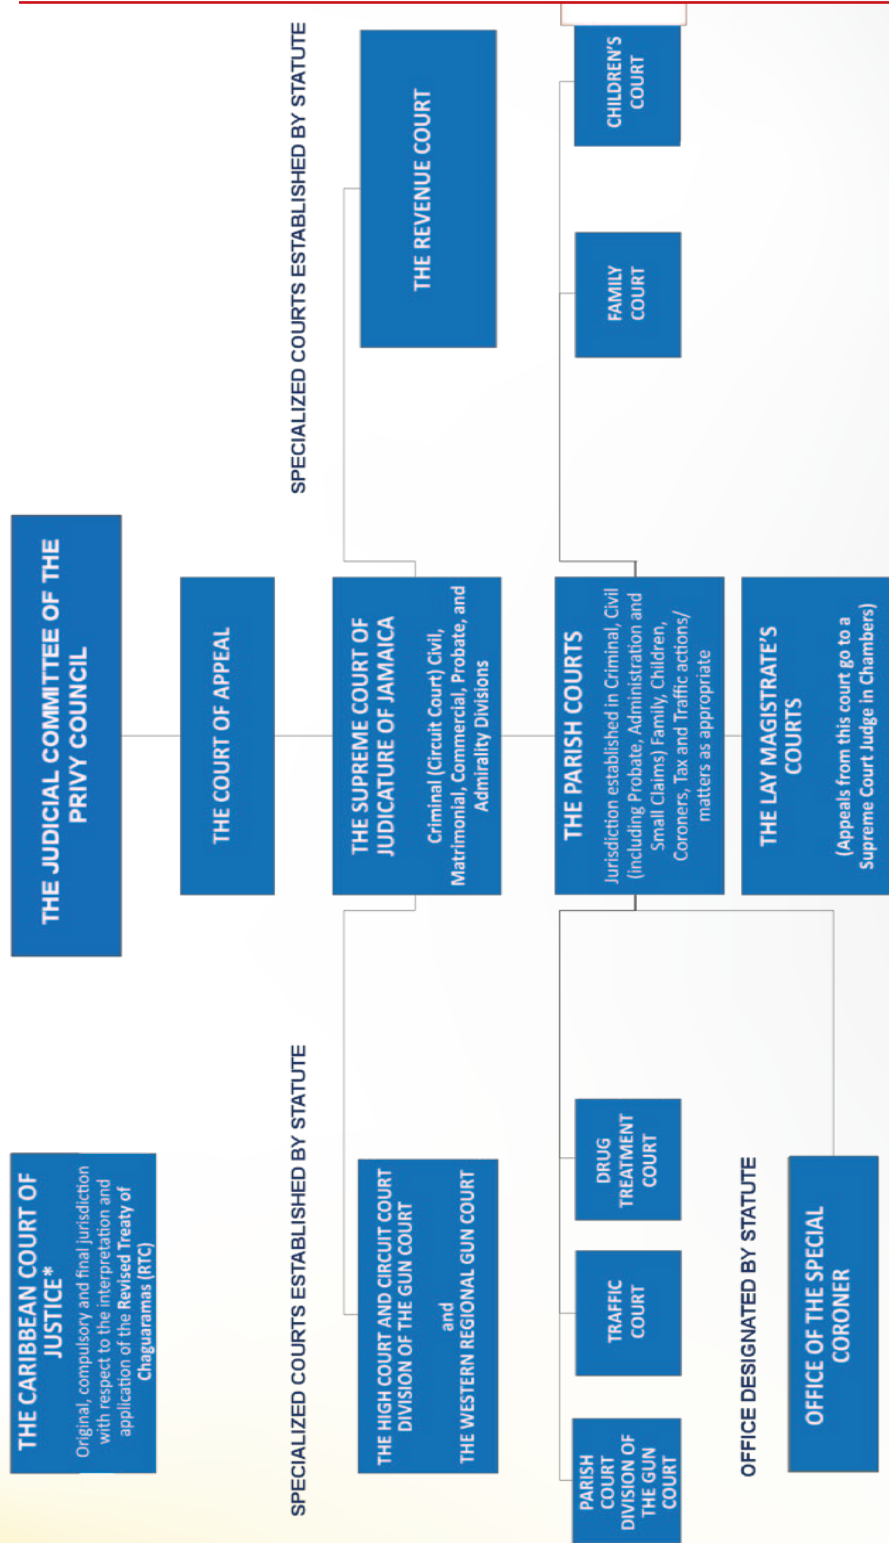 THE JUDICIAL COMMITTEE OF THE
PRIVY COUNCIL
THE CARIBBEAN COURT OF
JUSTICE*
Original, compulsory and final jurisdiction
with respect to the interpretation and
application of the Revised Treaty of
Chaguaramas (RTC)
THE COURT OF APPEAL
SPECIALIZED COURTS ESTABLISHED BY STATUTE
SPECIALIZED COURTS ESTABLISHED BY STATUTE
THE HIGH COURT AND CIRCUIT COURT
DIVISION OF THE GUN COURT
and
THE WESTERN REGIONAL GUN COURT
THE SUPREME COURT OF
JUDICATURE OF JAMAICA
Criminal (Circuit Court) Civil,
Matrimonial, Commercial, Probate, and
Admirality Divisions
THE REVENUE COURT
PARISH
COURT
DIVISION OF
THE GUN
COURT
TRAFFIC
COURT
DRUG
TREATMENT
COURT
THE PARISH COURTS
Jurisdiction established in Criminal, Civil
(including Probate, Administration and
Small Claims) Family, Children,
Coroners, Tax and Traffic actions/
matters as appropriate
FAMILY
COURT
CHILDREN'S
COURT
OFFICE DESIGNATED BY STATUTE
OFFICE OF THE SPECIAL
CORONER
THE LAY MAGISTRATE'S
COURTS
(Appeals from this court go to a
Supreme Court Judge in Chambers)